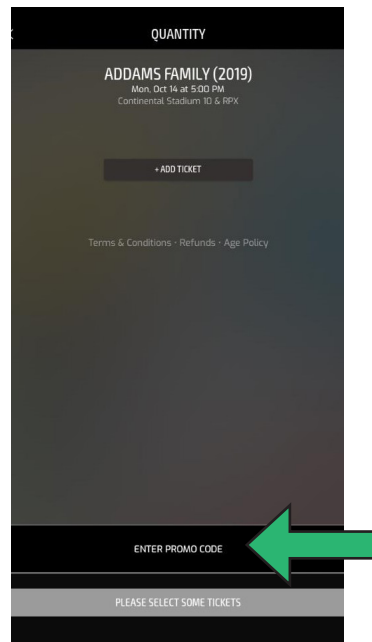 QUANTITY
ADDAMS FAMILY (2019)
Mon, Oct 14 at 5:00 PM
Continental Stadium 10 & RPX
+ ADD TICKET
Terms & Conditions • Refunds • Age Policy
ENTER PROMO CODE
PLEASE SELECT SOME TICKETS